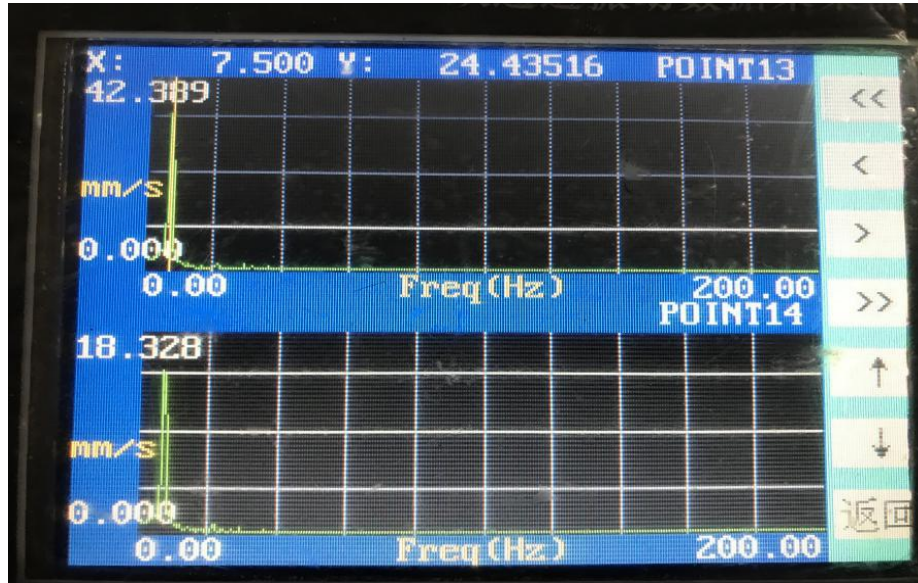 X: 7.500 Y: 24.43516 POINT13
42.389
<<
<
mm/s
>
0.000
0.00 Freq(Hz) 200.00
>>
POINT14
18.328
↑
mm/s
↓
0.000
返回
0.00 Freq(Hz) 200.00